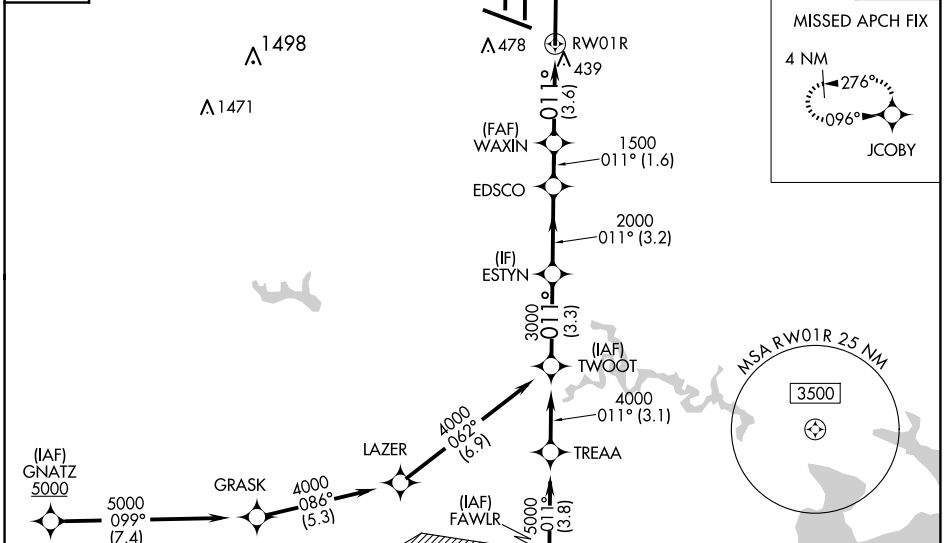 MISSED APCH FIX
4 NM
276°
096°
JCOBY
1498
1471
478
RW01R
439
011°
(3.6)
(FAF)
WAXIN
1500
011° (1.6)
EDSCO
2000
011° (3.2)
(IF)
ESTYN
3000
011°
(3.3)
(IAF)
TWOOT
MSA RW01R 25 NM
3500
4000
011° (3.1)
TREAA
4000
062°
(6.9)
LAZER
(IAF)
GNATZ
5000
5000
099°
(7.4)
GRASK
4000
086°
(5.3)
(IAF)
FAWLR
5000
011°
(3.8)